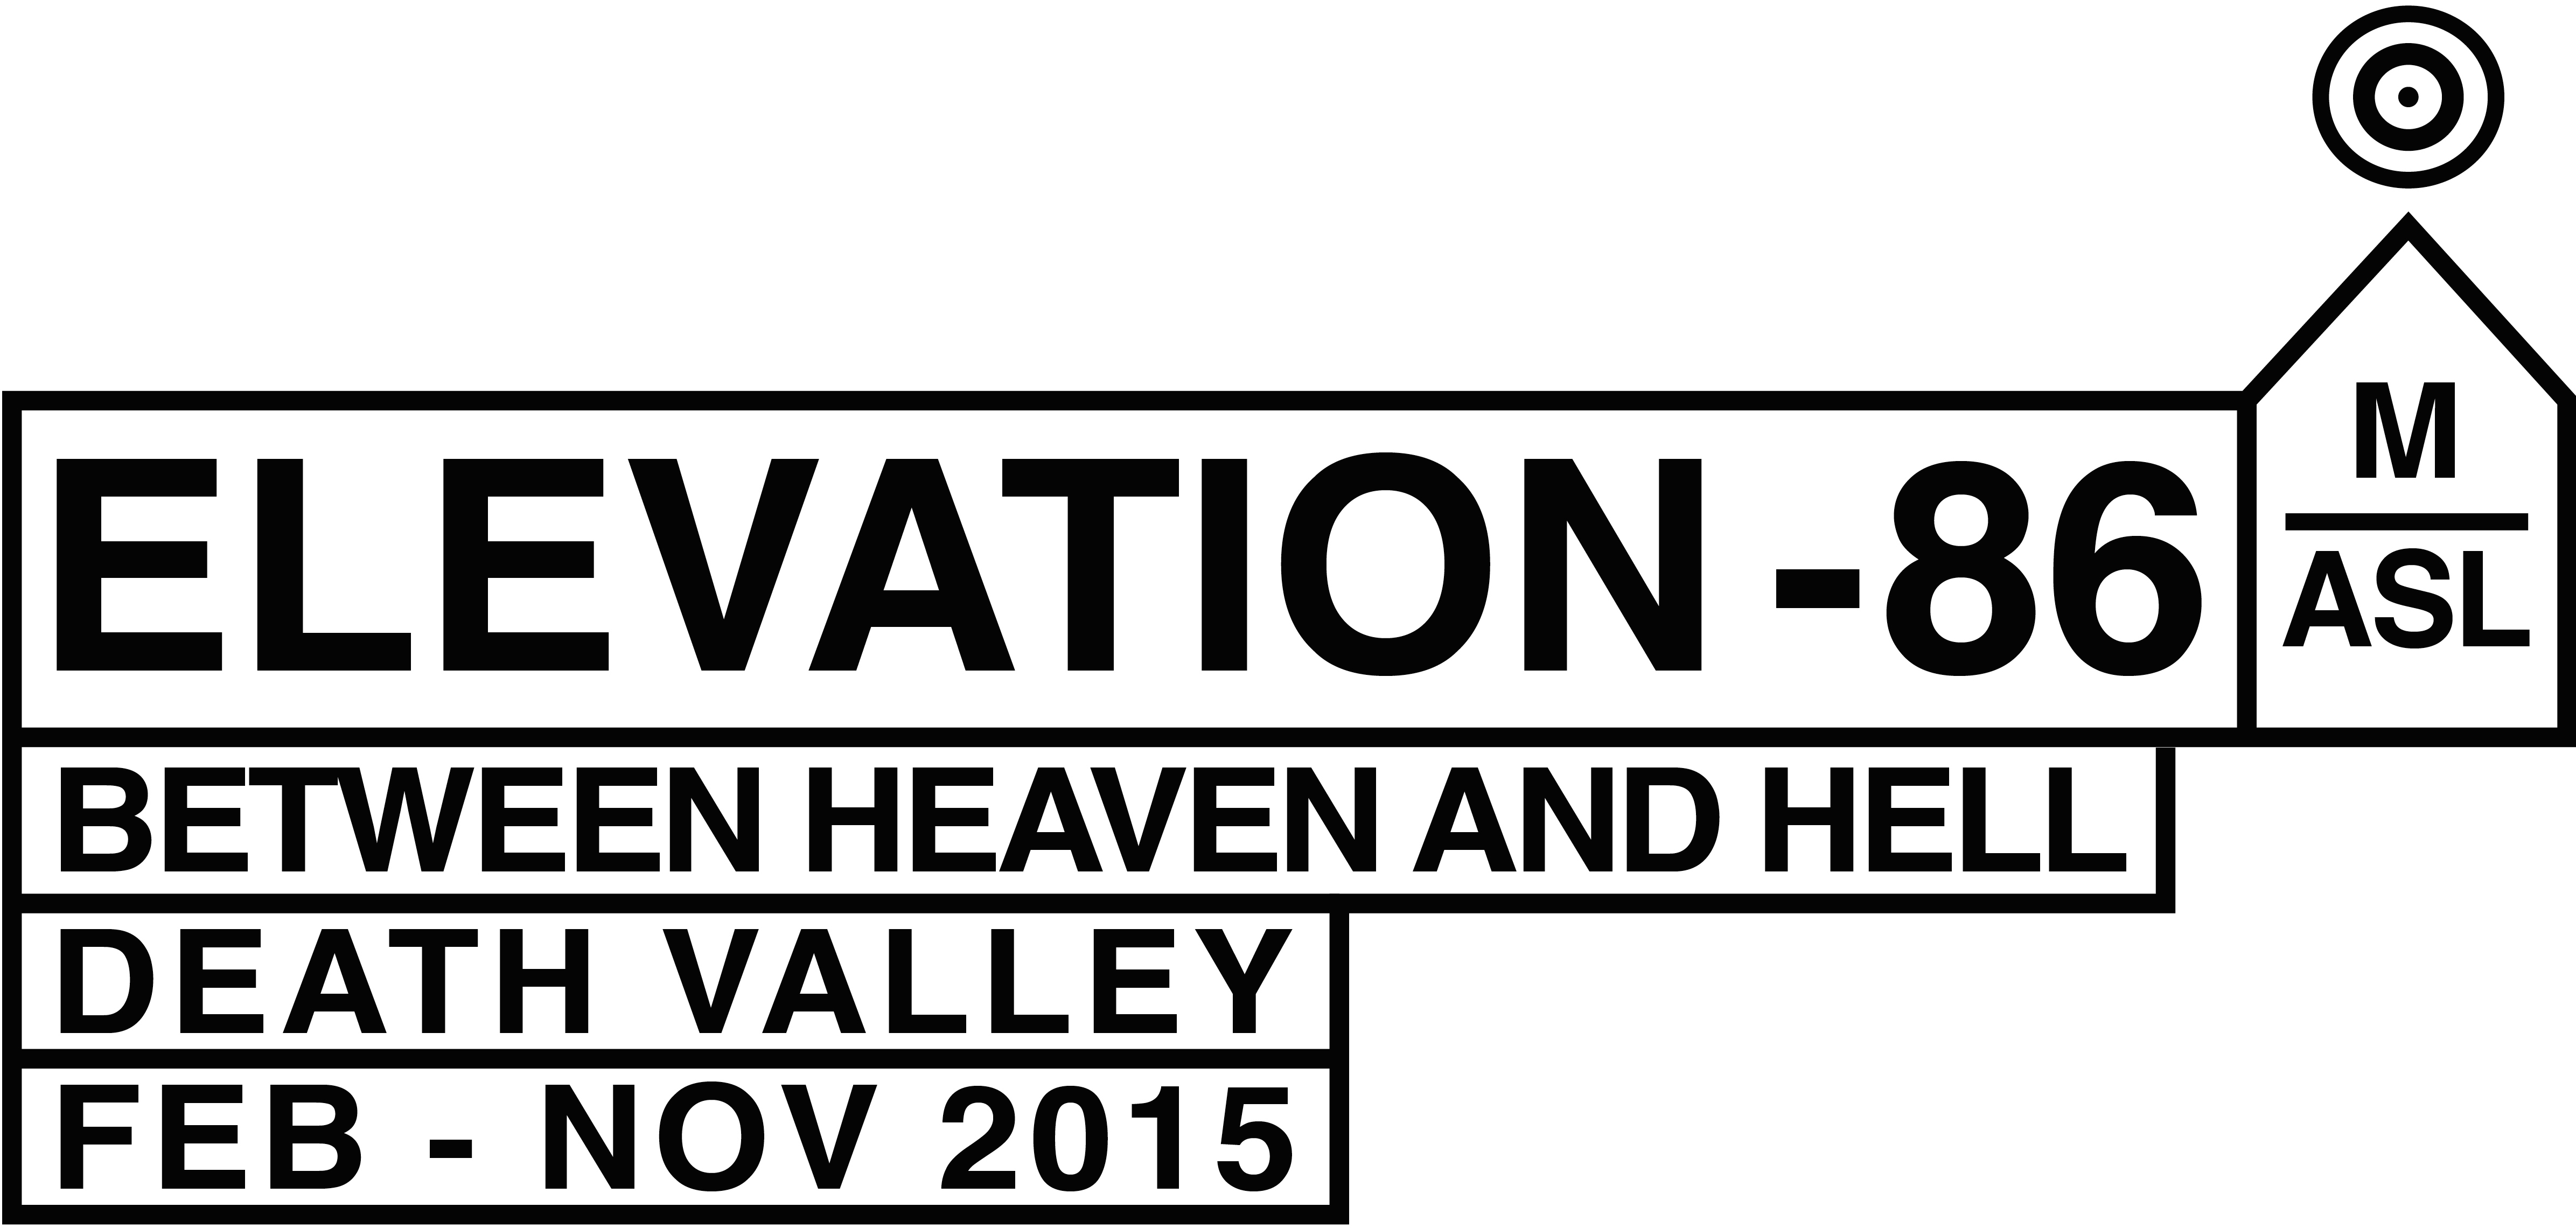 ELEVATION -86
M
ASL
BETWEEN HEAVEN AND HELL
DEATH VALLEY
FEB - NOV 2015